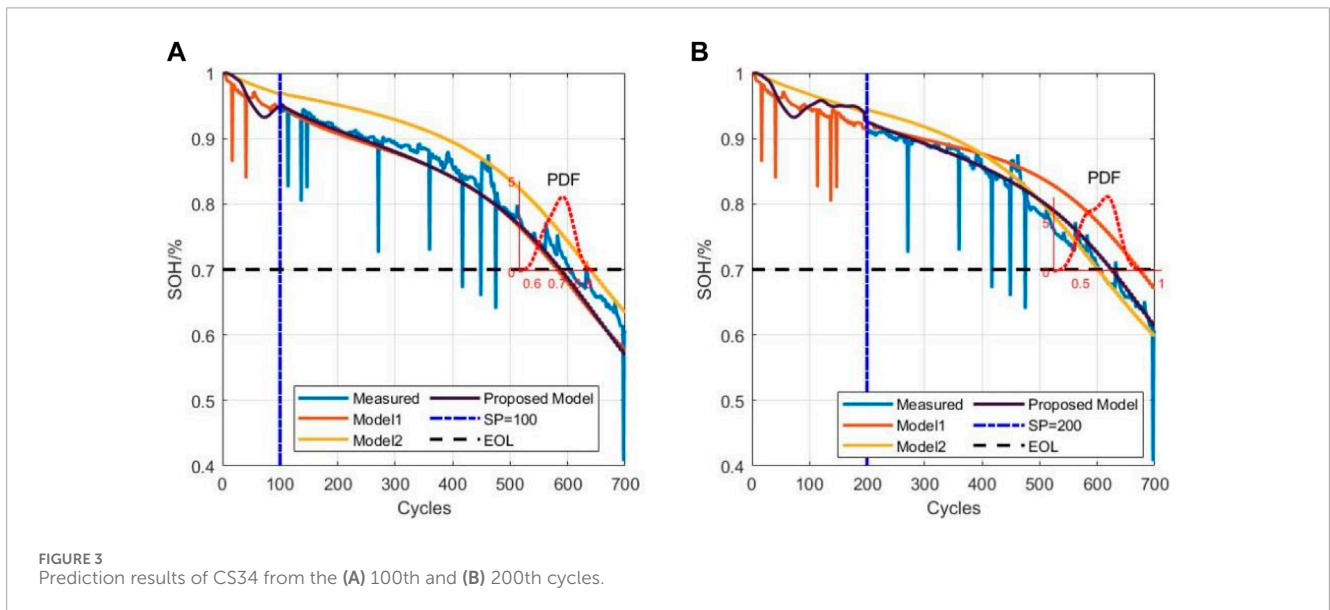 A
1
0.9
0.8
0.7
0.6
0.5
0.4
SOH/%
0 100 200 300 400 500 600 700
Cycles
PDF
5
0
0.6 0.7
Measured Proposed Model
Model1 SP=100
Model2 EOL
B
1
0.9
0.8
0.7
0.6
0.5
0.4
SOH/%
0 100 200 300 400 500 600 700
Cycles
PDF
5
0
0.5 1
Measured Proposed Model
Model1 SP=200
Model2 EOL
FIGURE 3
Prediction results of CS34 from the (A) 100th and (B) 200th cycles.